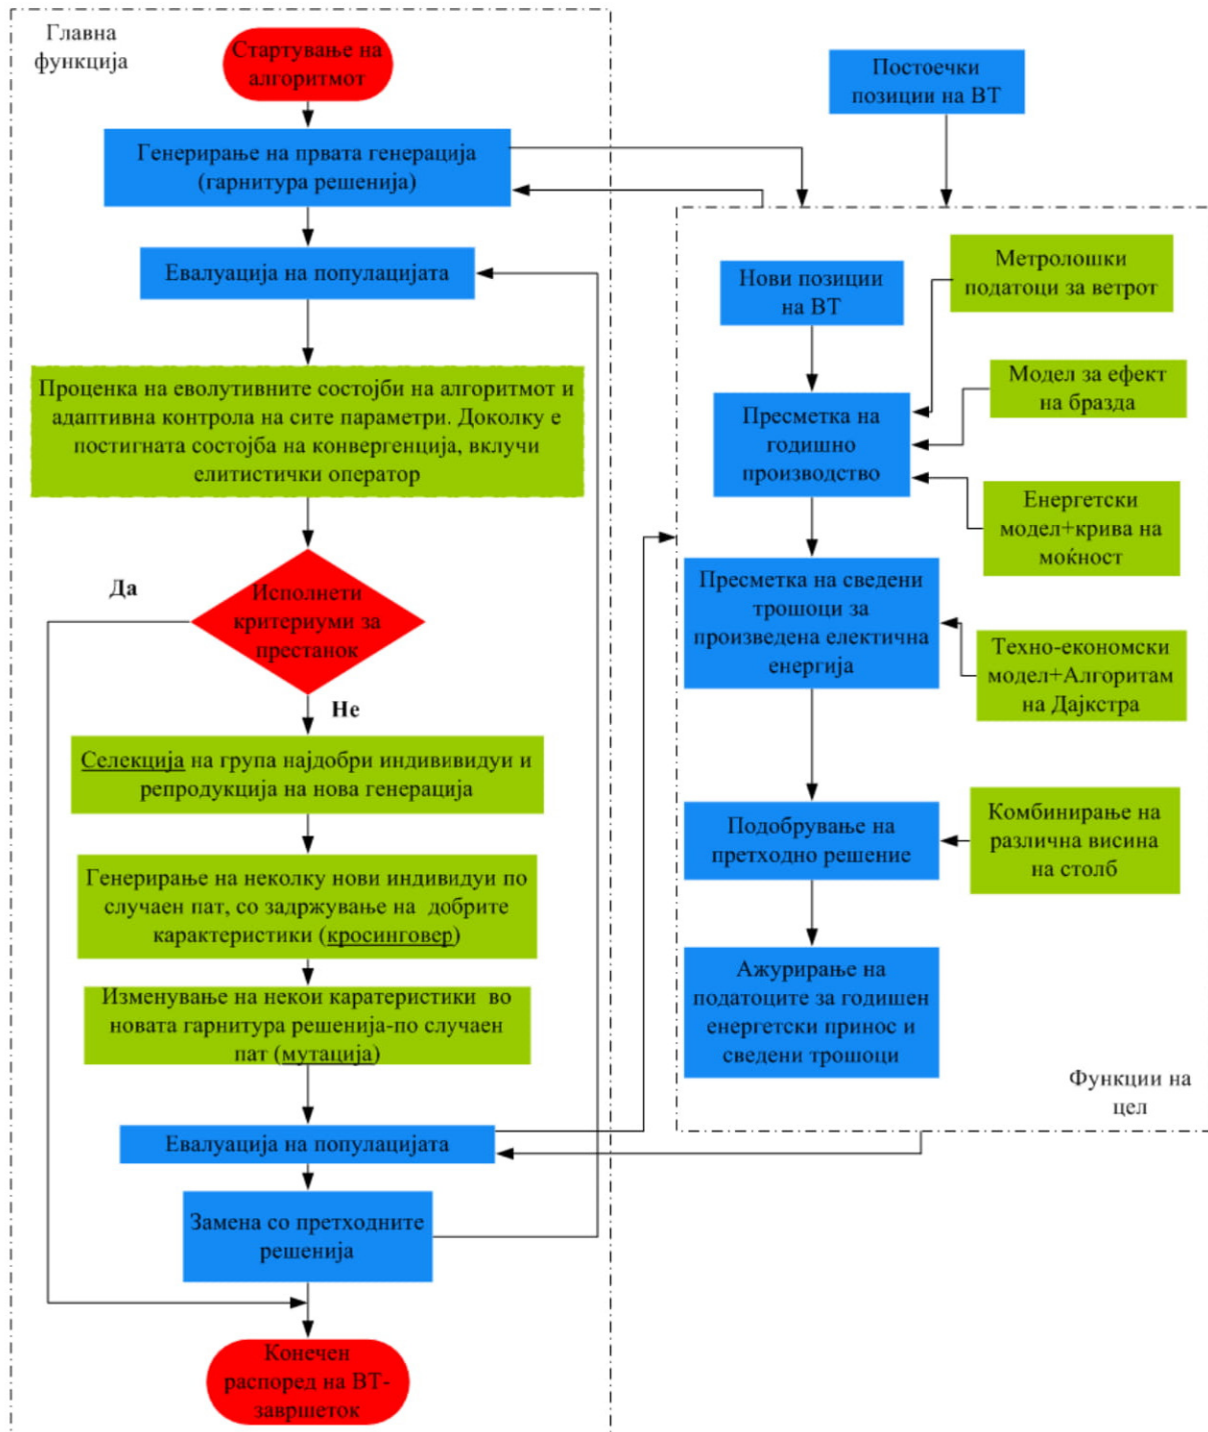 Главна
функција
Стартување на
алгоритмот
Генерирање на првата генерација
(гарнитура решенија)
Евалуација на популацијата
Проценка на еволутивните состојби на алгоритмот и
адаптивна контрола на сите параметри. Доколку е
постигната состојба на конвергенција, вклучи
елитистички оператор
Да
Исполнети
критериуми за
престанок
Не
Селекција на група најдобри индививидуи и
репродукција на нова генерација
Генерирање на неколку нови индивидуи по
случаен пат, со задржување на добрите
карактеристики (кросинговер)
Изменување на некои каратеристики во
новата гарнитура решенија-по случаен
пат (мутација)
Евалуација на популацијата
Замена со претходните
решенија
Конечен
распоред на ВТ-
завршеток
Постоечки
позиции на ВТ
Нови позиции
на ВТ
Метролошки
податоци за ветрот
Пресметка на
годишно
производство
Модел за ефект
на бразда
Енергетски
модел+крива на
моќност
Пресметка на сведени
трошоци за
произведена електична
енергија
Техно-економски
модел+Алгоритам
на Дајкстра
Подобрување на
претходно решение
Комбинирање на
различна висина
на столб
Ажурирање на
податоците за годишен
енергетски принос и
сведени трошоци
Функции на
цел